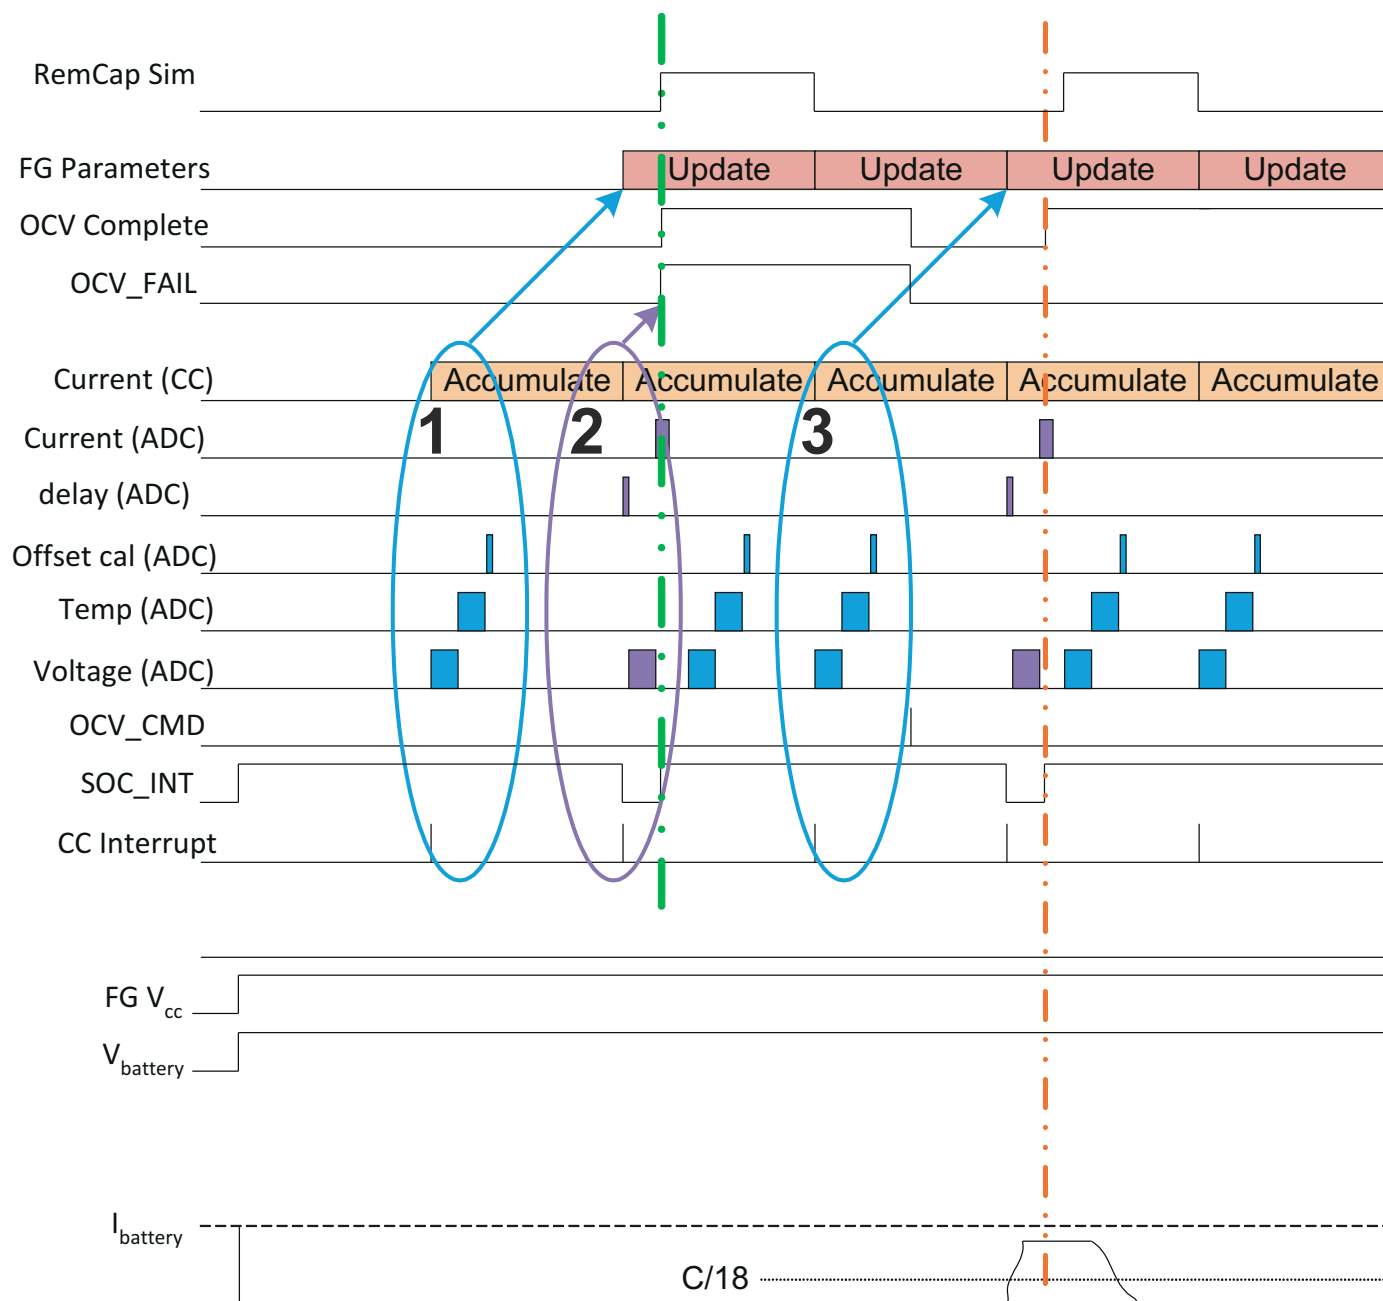 RemCap Sim
FG Parameters Update Update Update Update
OCV Complete
OCV_FAIL
Current (CC) Accumulate Accumulate Accumulate Accumulate Accumulate
1 2 3
Current (ADC)
delay (ADC)
Offset cal (ADC)
Temp (ADC)
Voltage (ADC)
OCV_CMD
SOC_INT
CC Interrupt
FG Vcc
Vbattery
Ibattery
C/18